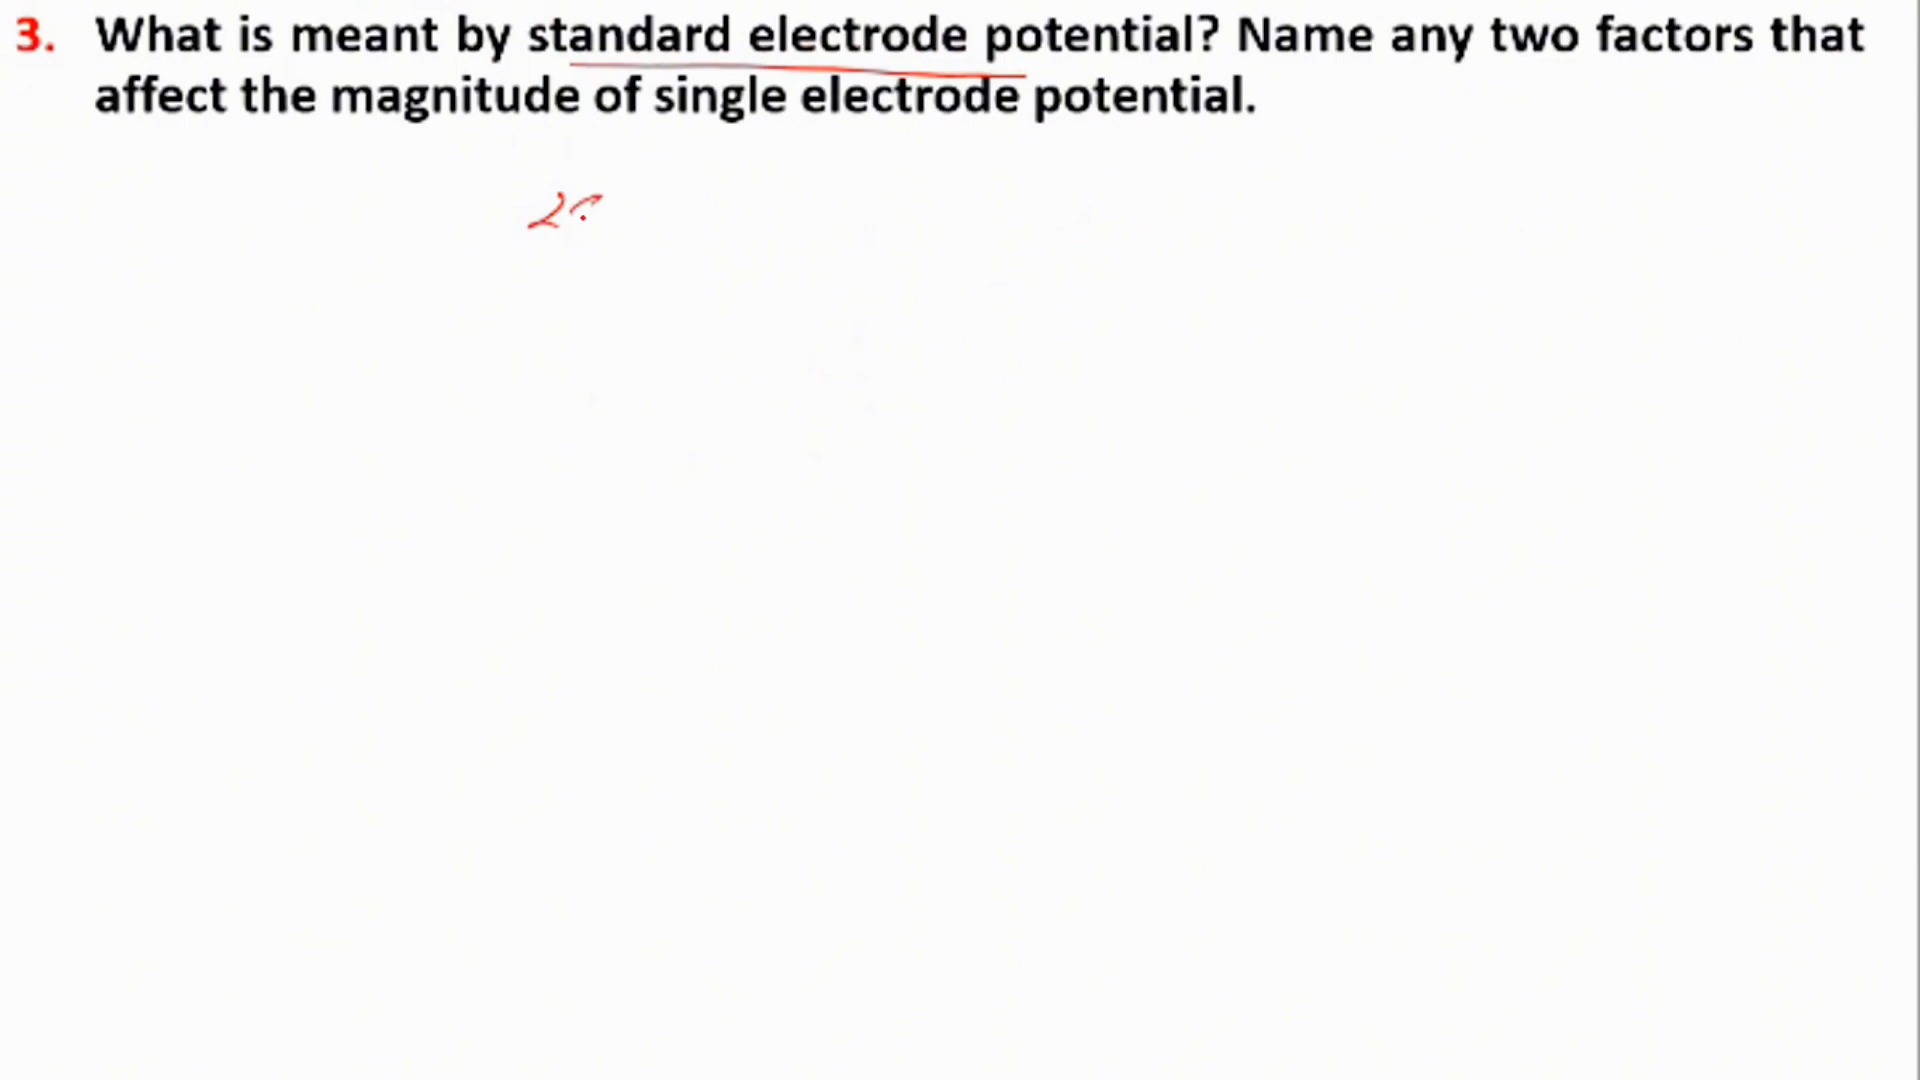 3. What is meant by standard electrode potential? Name any two factors that
affect the magnitude of single electrode potential.